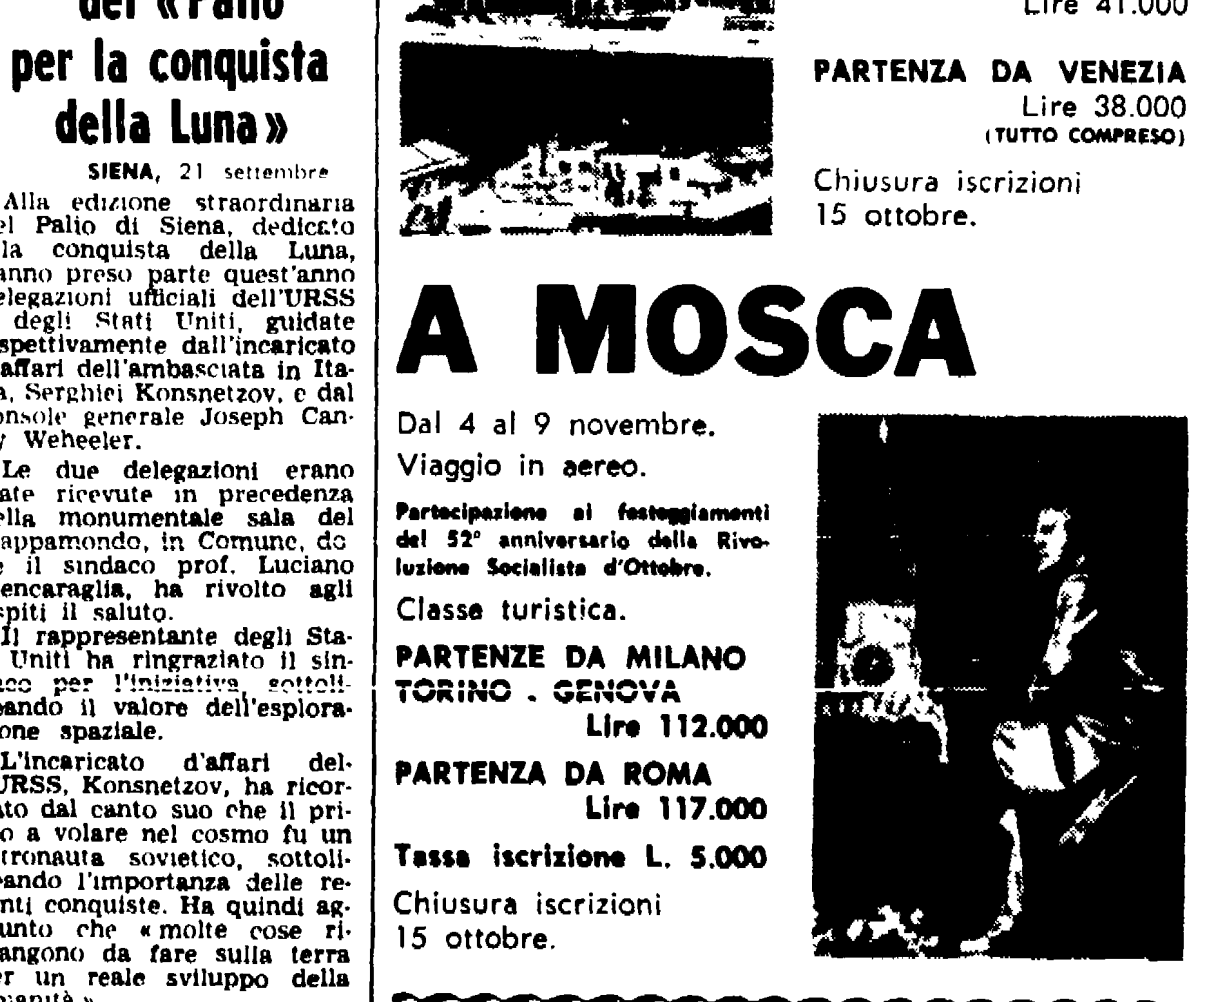 del «Palio
per la conquista
della Luna»
SIENA, 21 settembre
Alla edizione straordinaria
el Palio di Siena, dedicato
la conquista della Luna,
anno preso parte quest'anno
elegazioni ufficiali dell'URSS
degli Stati Uniti, guidate
spettivamente dall'incaricato
affari dell'ambasciata in Ita-
a, Serghiei Konsnetzov, e dal
onsole generale Joseph Can-
y Weheeler.
Le due delegazioni erano
ate ricevute in precedenza
ella monumentale sala del
appamondo, in Comune, do
e il sindaco prof. Luciano
encaraglia, ha rivolto agli
spiti il saluto.
Il rappresentante degli Sta-
Uniti ha ringraziato il sin-
aco per l'iniziativa, sottoli-
eando il valore dell'esplora-
one spaziale.
L'incaricato d'affari del-
URSS, Konsnetzov, ha ricor-
ato dal canto suo che il pri-
o a volare nel cosmo fu un
tronauta sovietico, sottoli-
eando l'importanza delle re-
nti conquiste. Ha quindi ag-
unto che «molte cose ri-
angono da fare sulla terra
er un reale sviluppo della
manità».
Lire 41.000
PARTENZA DA VENEZIA
Lire 38.000
(TUTTO COMPRESO)
Chiusura iscrizioni
15 ottobre.
A MOSCA
Dal 4 al 9 novembre.
Viaggio in aereo.
Partecipazione ai festeggiamenti
del 52° anniversario della Rivo-
luzione Socialista d'Ottobre.
Classe turistica.
PARTENZE DA MILANO
TORINO - GENOVA
Lire 112.000
PARTENZA DA ROMA
Lire 117.000
Tassa iscrizione L. 5.000
Chiusura iscrizioni
15 ottobre.